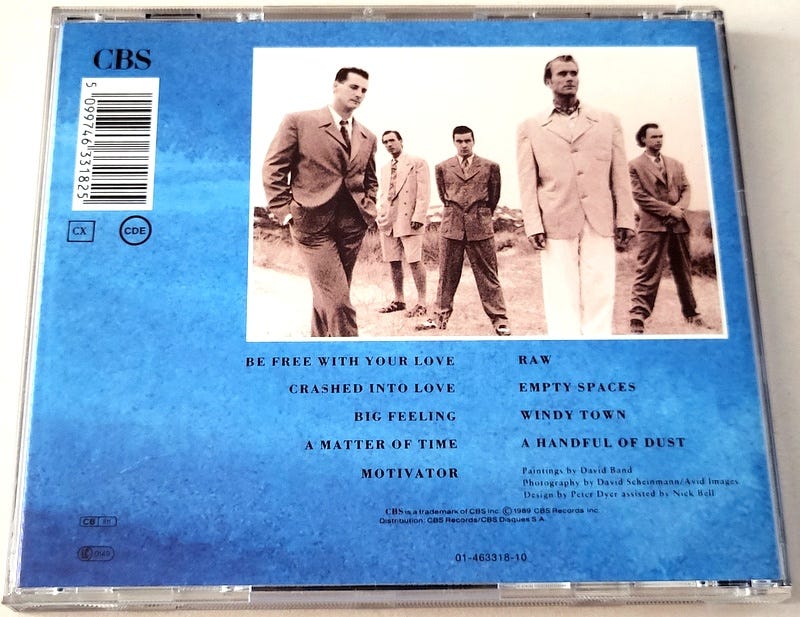 CBS
5 099746 331825
CX
CDE
BE FREE WITH YOUR LOVE
CRASHED INTO LOVE
BIG FEELING
A MATTER OF TIME
MOTIVATOR
RAW
EMPTY SPACES
WINDY TOWN
A HANDFUL OF DUST
Paintings by David Band
Photography by David Scheinmann/Avid Images
Design by Peter Dyer assisted by Nick Bell
CBS is a trademark of CBS Inc. ©1989 CBS Records Inc.
Distribution: CBS Records/CBS Disques S.A.
CB
LC 0149
01-463318-10